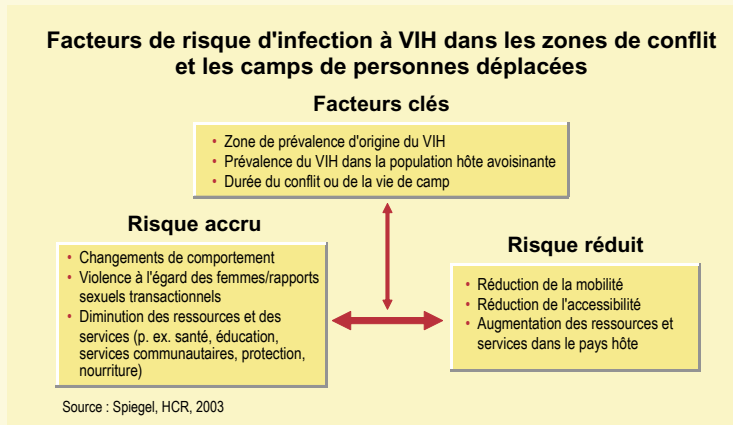 Facteurs de risque d'infection à VIH dans les zones de conflit
et les camps de personnes déplacées
Facteurs clés
• Zone de prévalence d'origine du VIH
• Prévalence du VIH dans la population hôte avoisinante
• Durée du conflit ou de la vie de camp
Risque accru
• Changements de comportement
• Violence à l'égard des femmes/rapports
sexuels transactionnels
• Diminution des ressources et des
services (p. ex. santé, éducation,
services communautaires, protection,
nourriture)
Risque réduit
• Réduction de la mobilité
• Réduction de l'accessibilité
• Augmentation des ressources et
services dans le pays hôte
Source : Spiegel, HCR, 2003